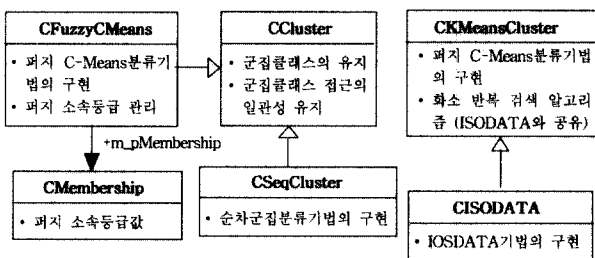 CFuzzyCMeans
• 퍼지 C-Means분류기
법의 구현
• 퍼지 소속등급 관리
CCluster
• 군집클래스의 유지
• 군집클래스 접근의
일관성 유지
CKMeansCluster
• 퍼지 C-Means분류기법
의 구현
• 화소 반복 검색 알고리
즘 (ISODATA와 공유)
+m_pMembership
CMembership
• 퍼지 소속등급값
CSeqCluster
• 순차군집분류기법의 구현
CISODATA
• IOSDATA기법의 구현